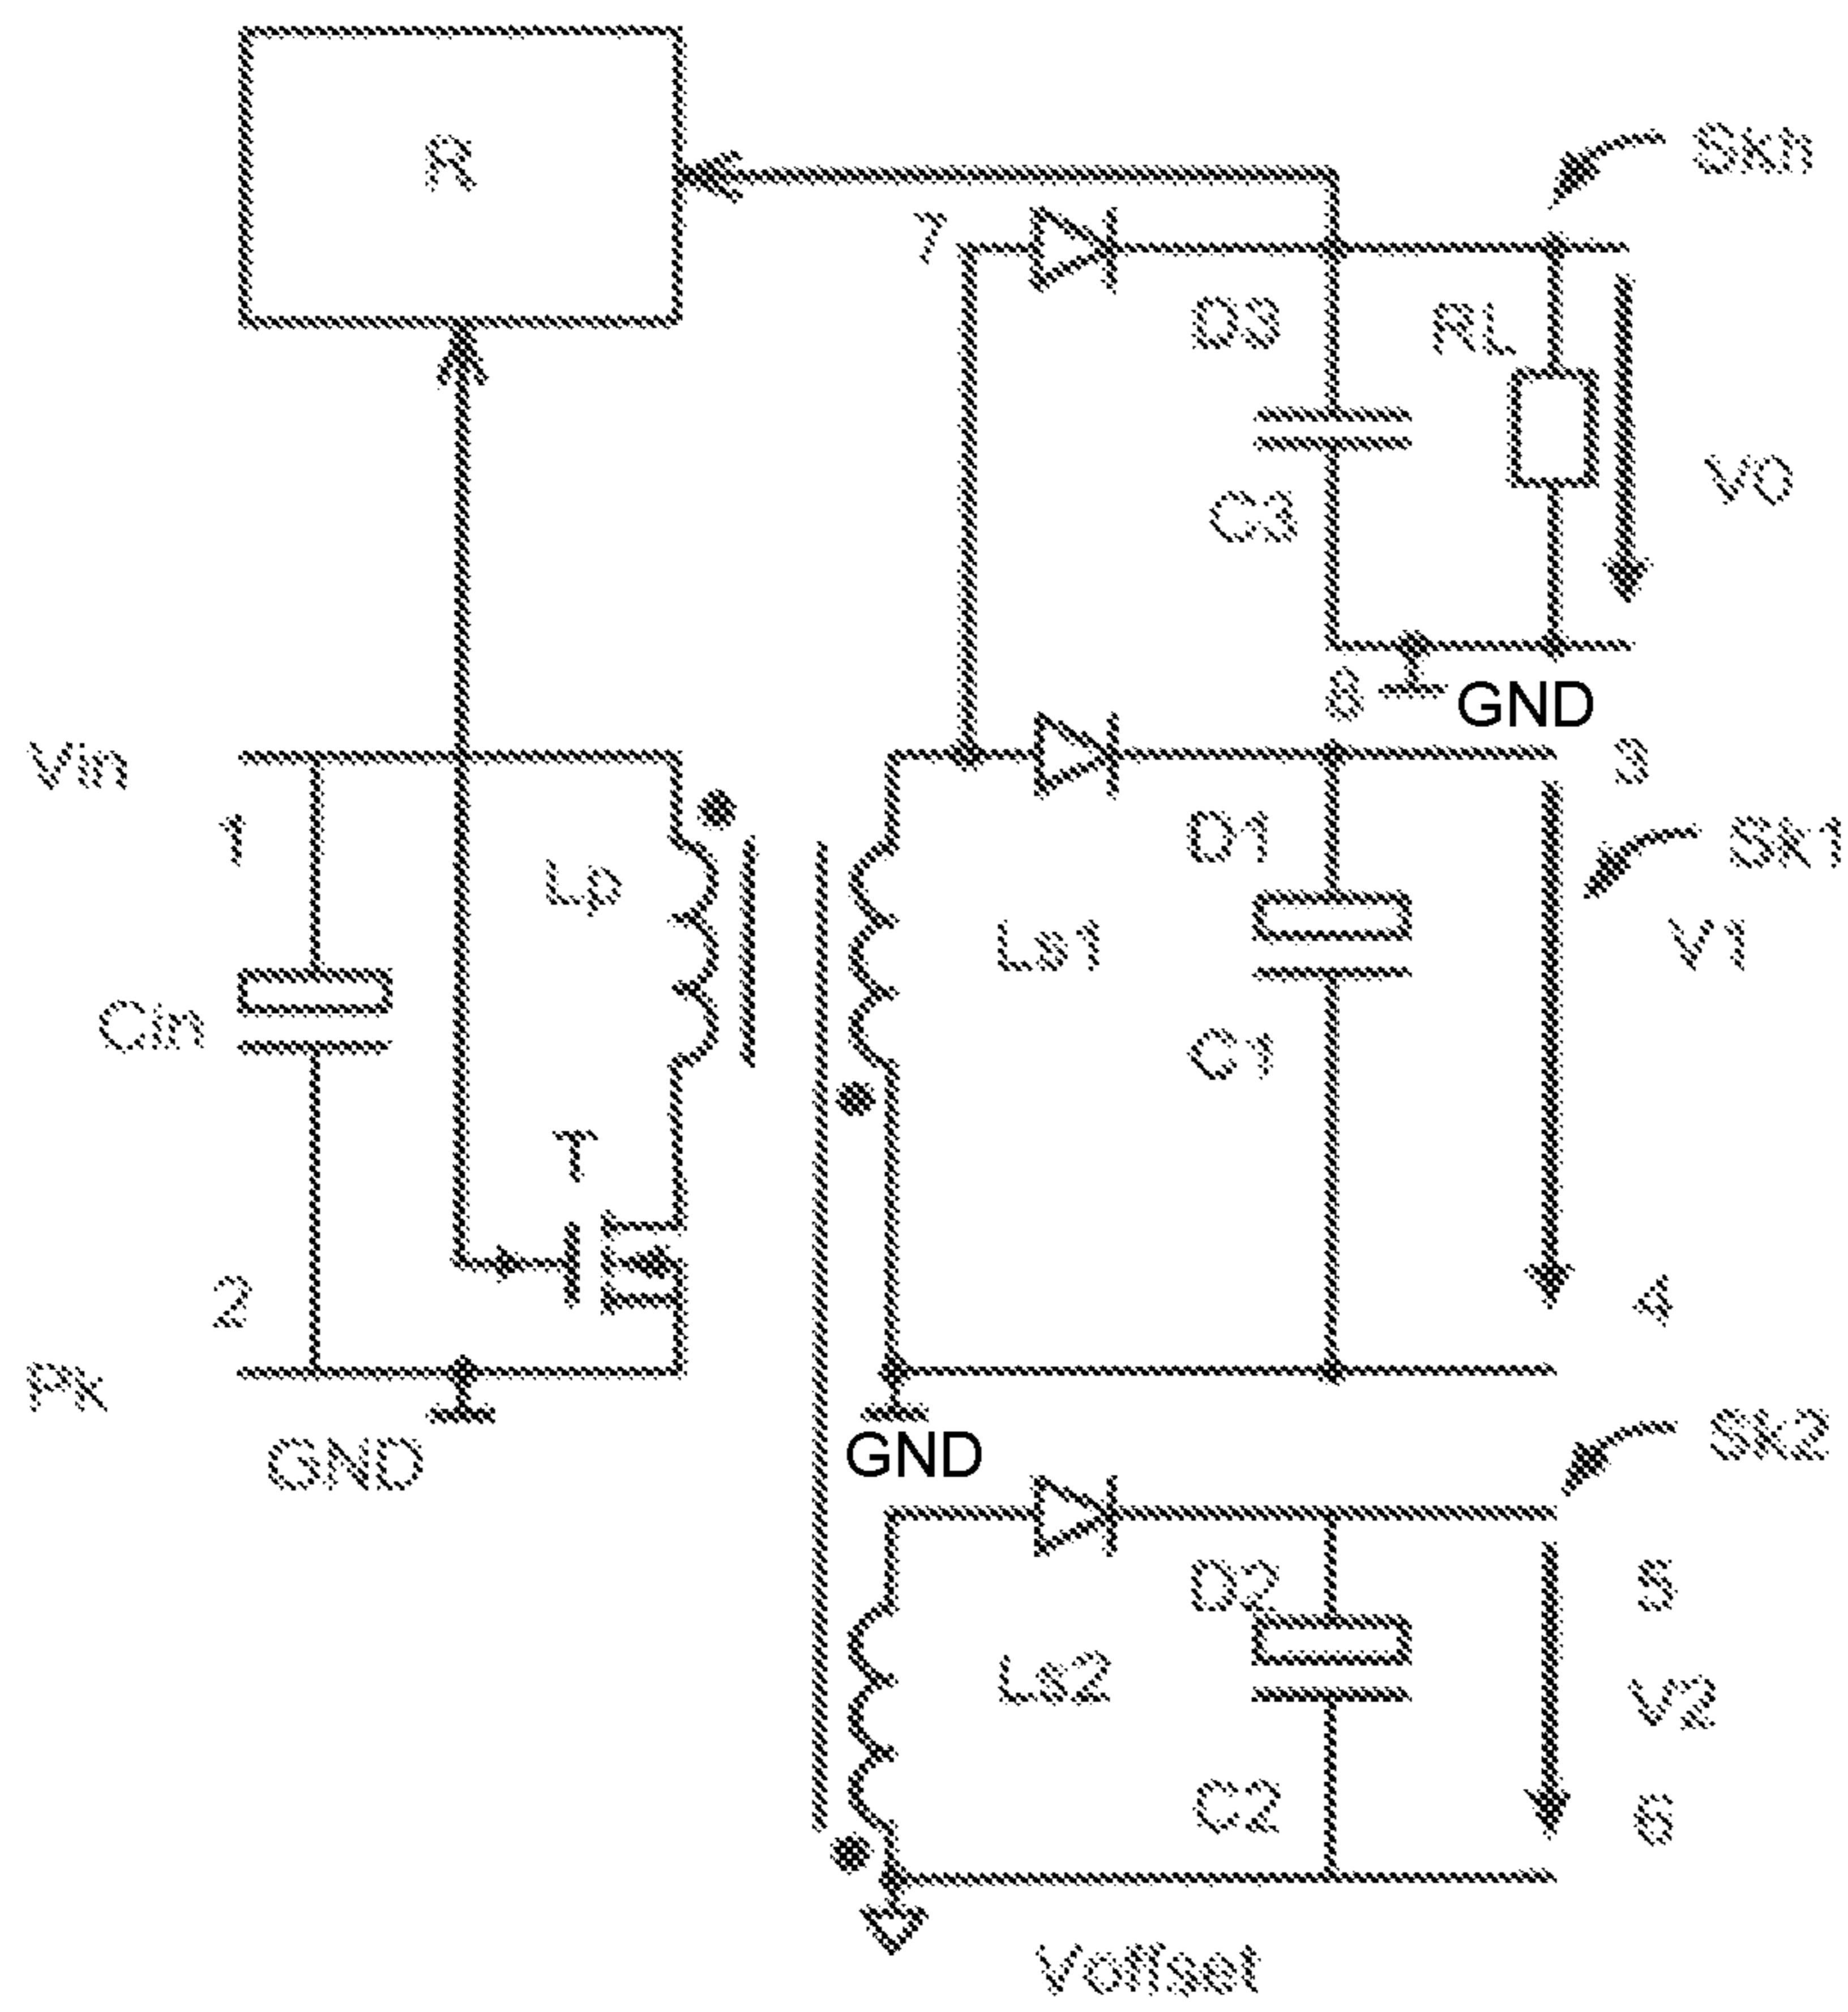 R
Skh
7
D3
RL
V0
C3
8
GND
Vin
3
1
Lp
D1
Sk1
Ls1
V1
Cin
C1
T
2
4
Pk
GND
GND
Sk2
D2
5
Ls2
V2
C2
6
Voffset